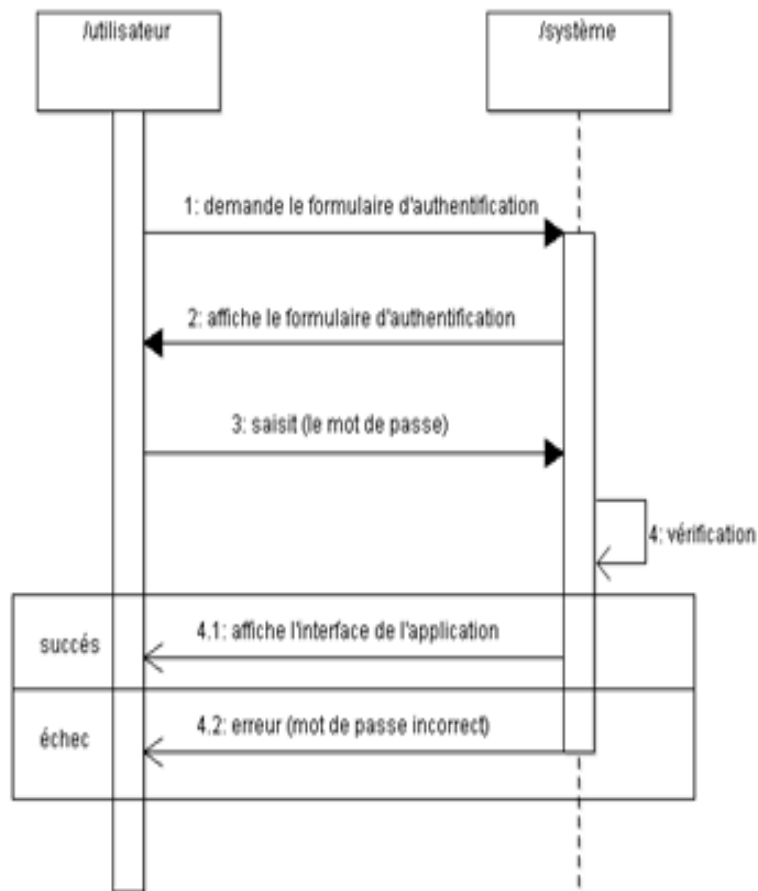 /utilisateur
/système
1: demande le formulaire d'authentification
2: affiche le formulaire d'authentification
3: saisit (le mot de passe)
4: vérification
succés
4.1: affiche l'interface de l'application
échec
4.2: erreur (mot de passe incorrect)